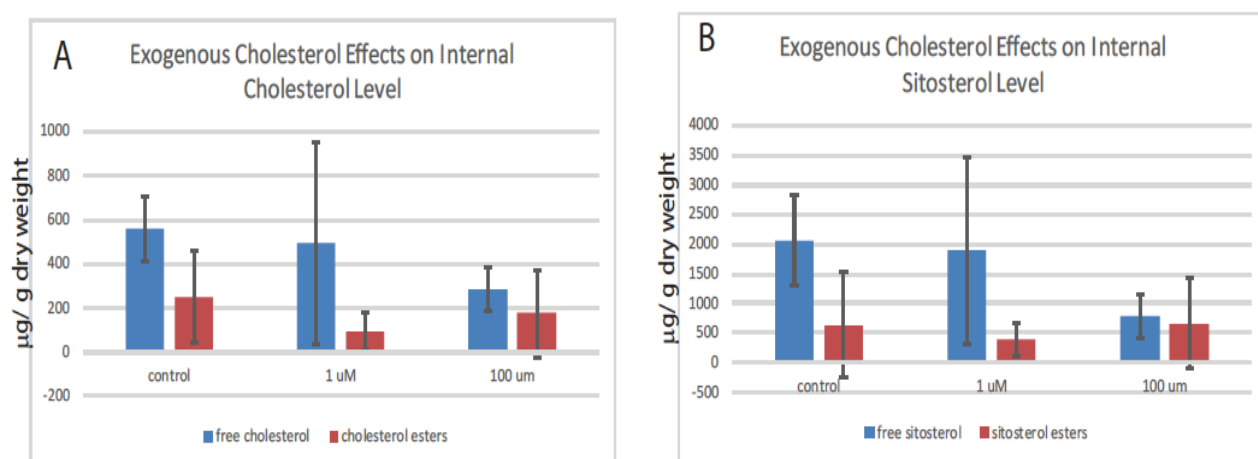 A
Exogenous Cholesterol Effects on Internal
Cholesterol Level
µg/ g dry weight
1000
800
600
400
200
0
-200
control
1 uM
100 um
free cholesterol
cholesterol esters
B
Exogenous Cholesterol Effects on Internal
Sitosterol Level
µg/ g dry weight
4000
3500
3000
2500
2000
1500
1000
500
0
-500
control
1 uM
100 um
free sitosterol
sitosterol esters